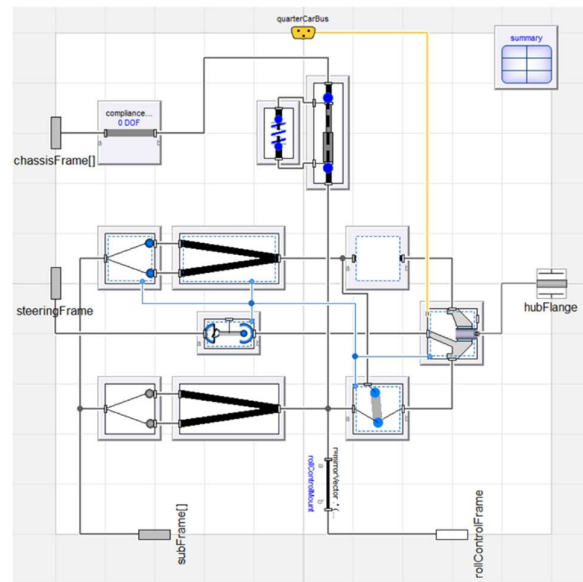 quarterCarBus
summary
compliance...
0 DOF
chassisFrame[]
steeringFrame
hubFlange
a
b
rollControlMount
subFrame[]
rollControlFrame